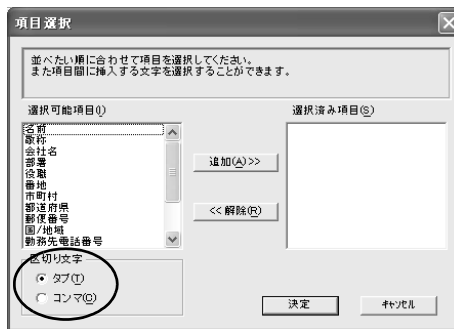 項目選択
並べたい順に合わせて項目を選択してください。
また項目間に挿入する文字を選択することができます。
選択可能項目(I)
名前
敬称
会社名
部署
役職
番地
市町村
都道府県
郵便番号
国/地域
勤務先電話番号
追加(A)>>
<<解除(R)
選択済み項目(S)
区切り文字
タブ(T)
コンマ(O)
決定
キャンセル